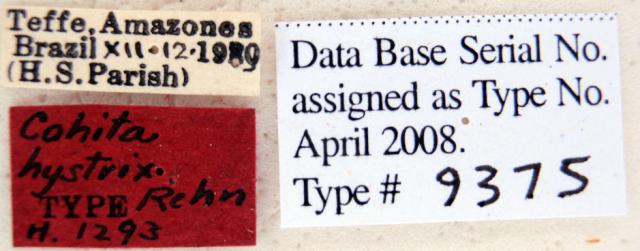 Teffe, Amazones
Brazil XII.12.1919
(H.S. Parish)
Cohita
hystrix.
TYPE Rehn
H. 1293
Data Base Serial No.
assigned as Type No.
April 2008.
Type # 9375